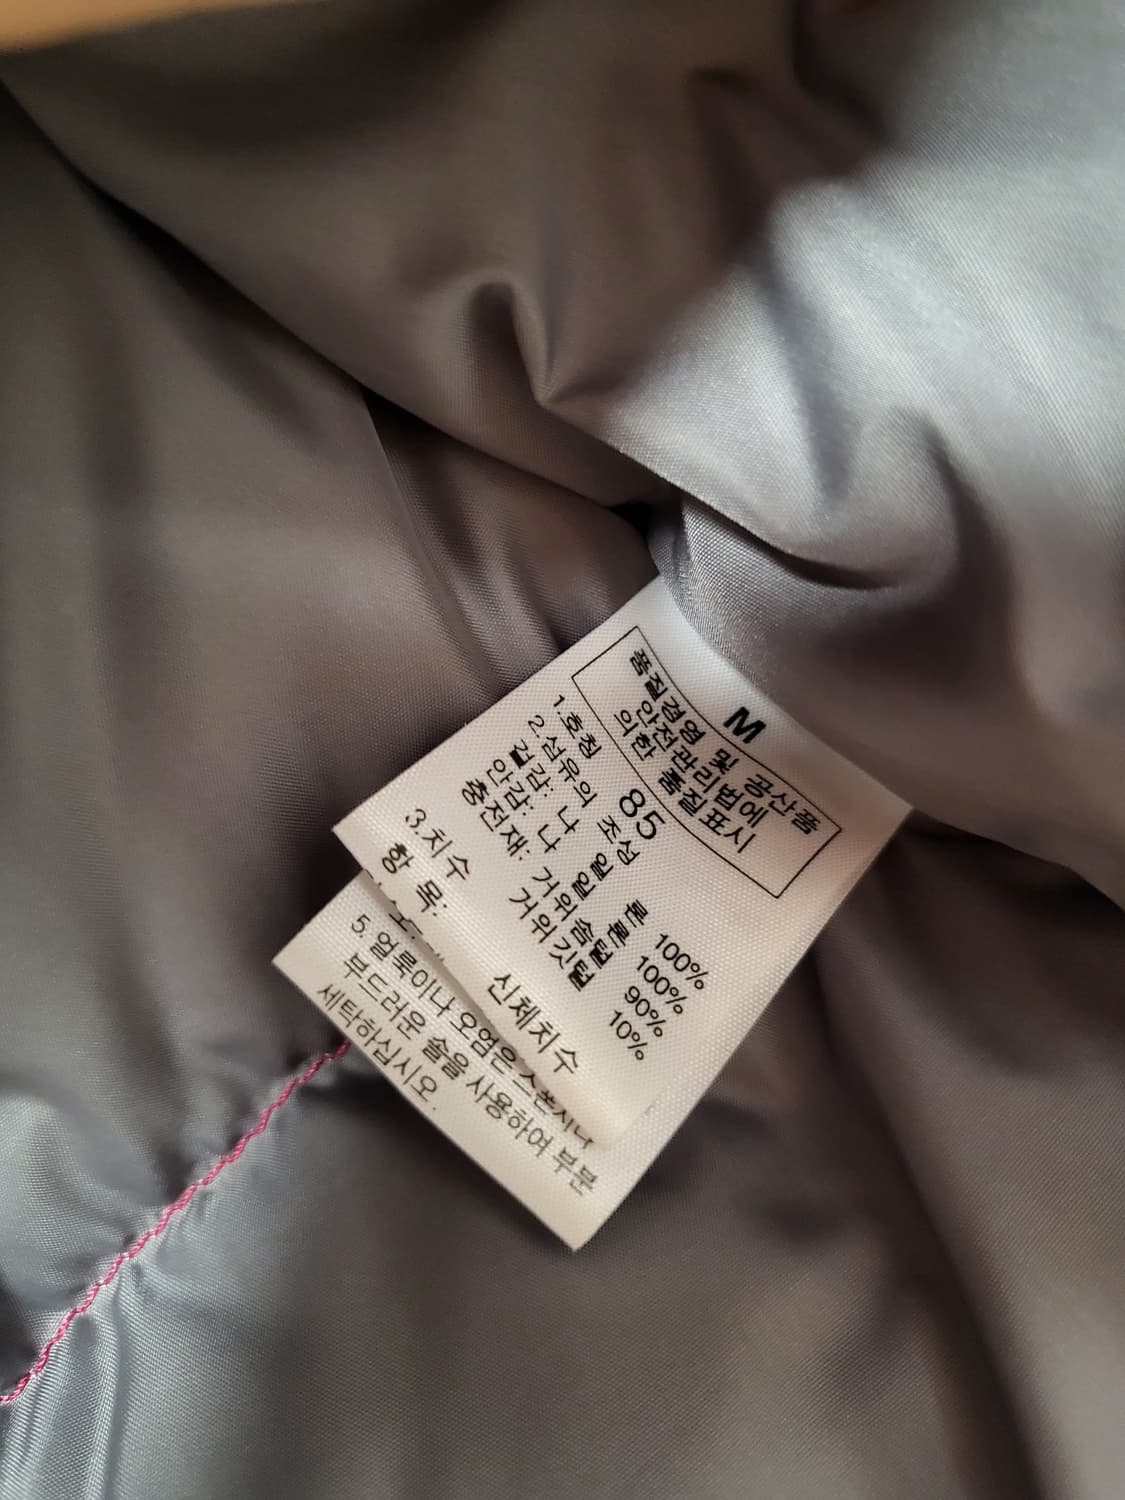 M
품질경영 및 공산품
안전관리법에
의한 품질표시
1.호칭 85
2.섬유의 조성
겉감: 나 일 론 100%
안감: 나 일 론 100%
충전재: 거위솜털 90%
거위깃털 10%
3.치수
항 목: 신체치수
5.얼룩이나 오염은 스폰지나
부드러운 솔을 사용하여 부분
세탁하십시오.